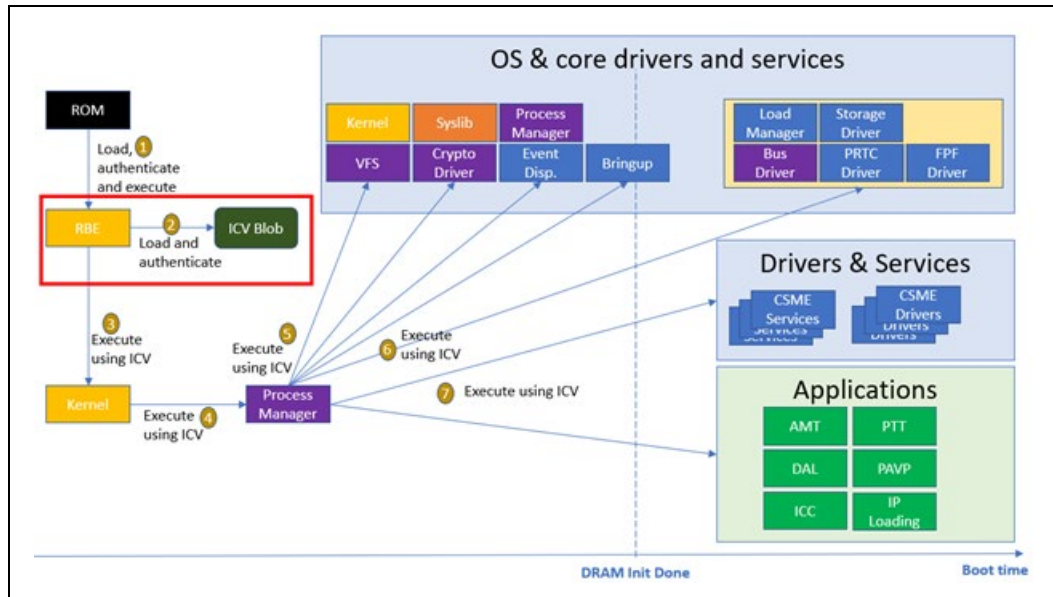 OS & core drivers and services
ROM
Load,
authenticate
and execute
1
RBE
2
Load and
authenticate
ICV Blob
3
Execute
using ICV
Kernel
Execute
using ICV
4
Process
Manager
Kernel
Syslib
Process
Manager
VFS
Crypto
Driver
Event
Disp.
Bringup
Load
Manager
Storage
Driver
Bus
Driver
PRTC
Driver
FPF
Driver
5
Execute
using ICV
6
Execute
using ICV
7
Execute using ICV
Drivers & Services
CSME
Services
Services
Services
CSME
Drivers
Drivers
Drivers
Applications
AMT
PTT
DAL
PAVP
ICC
IP
Loading
DRAM Init Done
Boot time